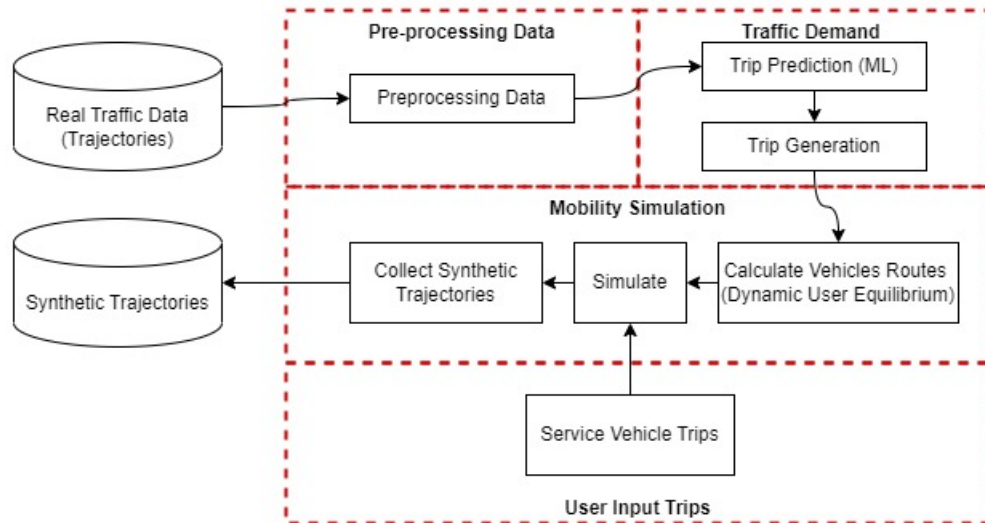 Pre-processing Data
Traffic Demand
Real Traffic Data
(Trajectories)
Preprocessing Data
Trip Prediction (ML)
Trip Generation
Mobility Simulation
Synthetic Trajectories
Collect Synthetic
Trajectories
Simulate
Calculate Vehicles Routes
(Dynamic User Equilibrium)
Service Vehicle Trips
User Input Trips